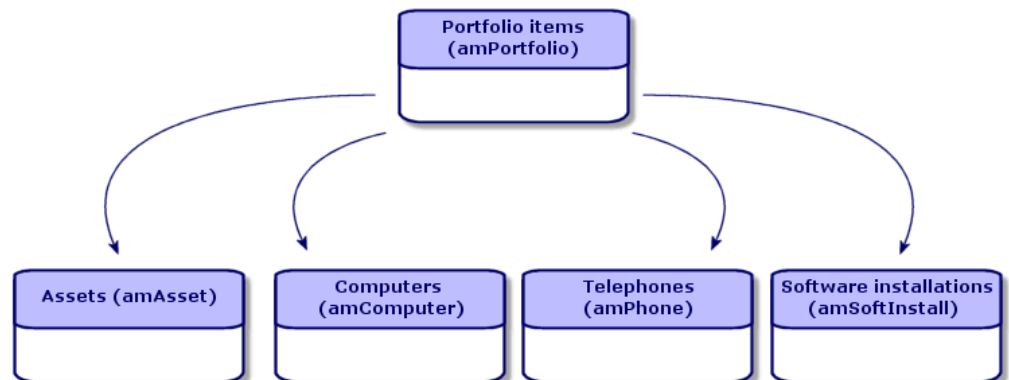 Portfolio items
(amPortfolio)
Assets (amAsset)
Computers
(amComputer)
Telephones
(amPhone)
Software installations
(amSoftInstall)